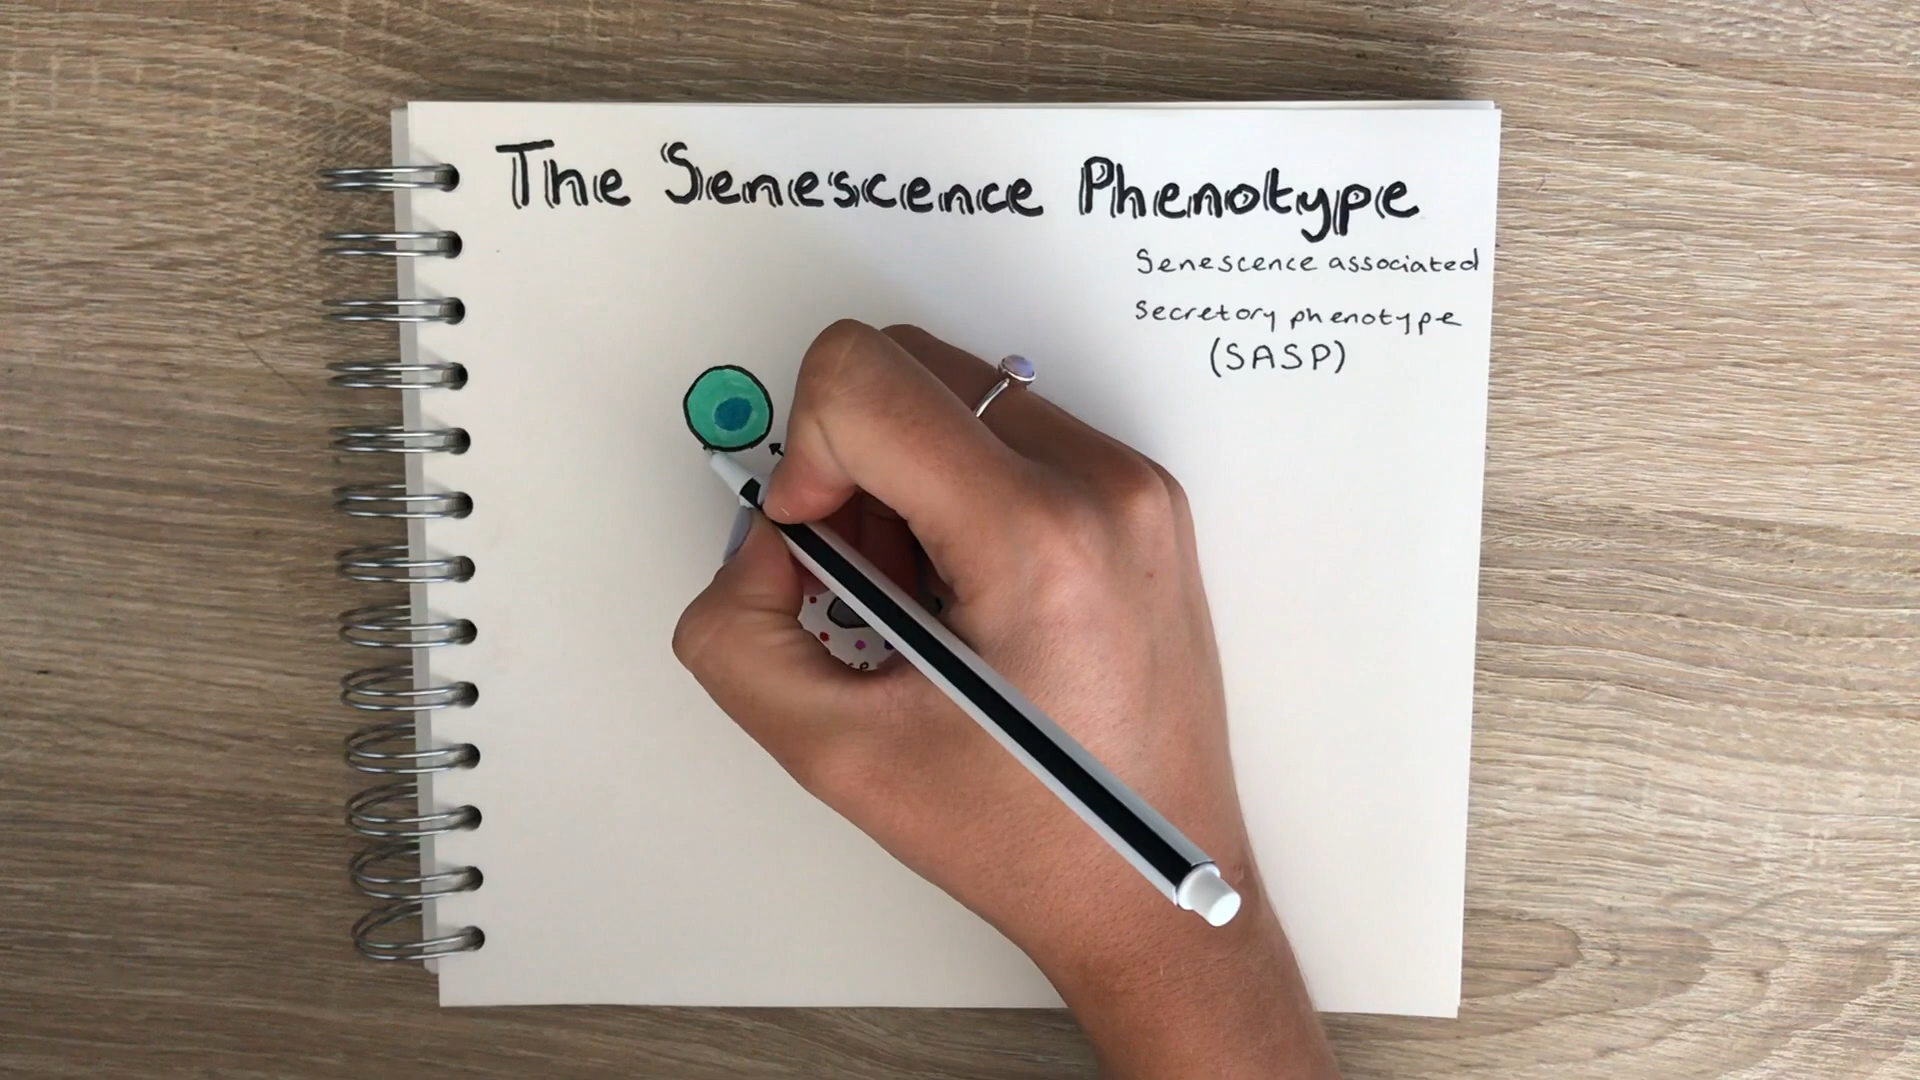 The Senescence Phenotype
Senescence associated
Secretory phenotype
(SASP)